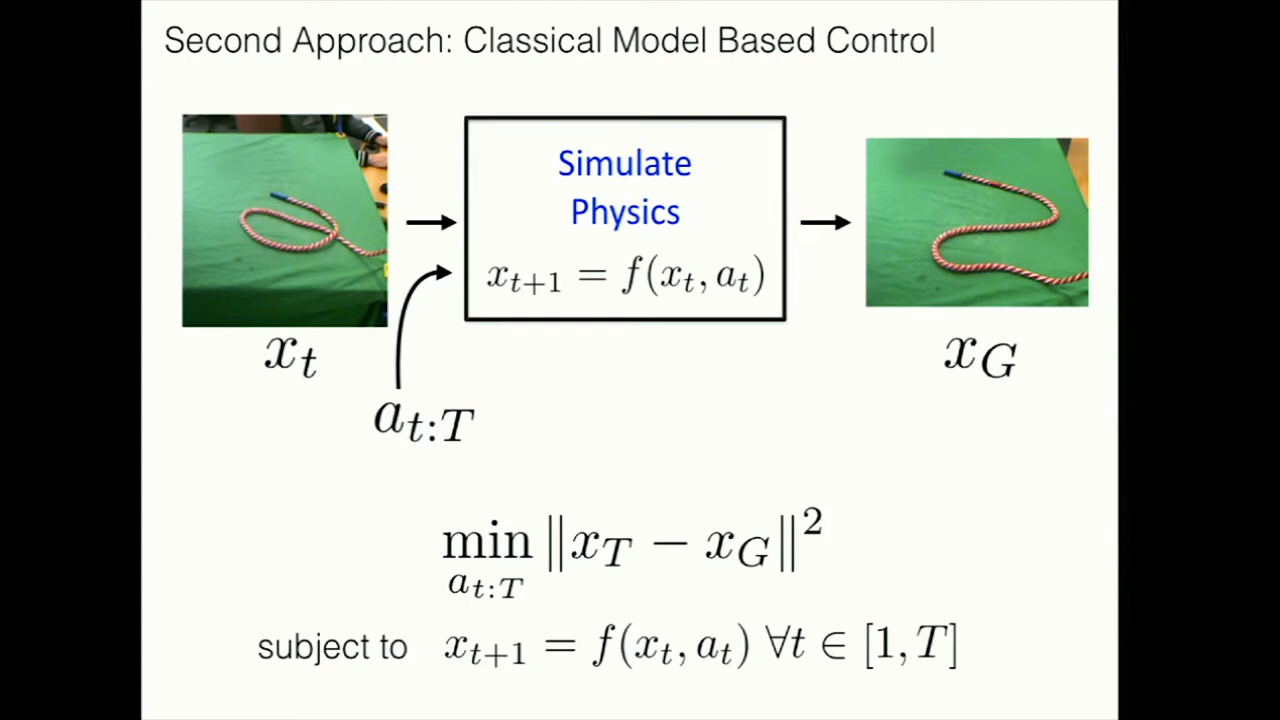 Second Approach: Classical Model Based Control
Simulate
Physics
x_{t+1} = f(x_t, a_t)
x_t
x_G
a_{t:T}
min_{a_{t:T}} ‖x_T − x_G‖²
subject to x_{t+1} = f(x_t, a_t) ∀t ∈ [1, T]